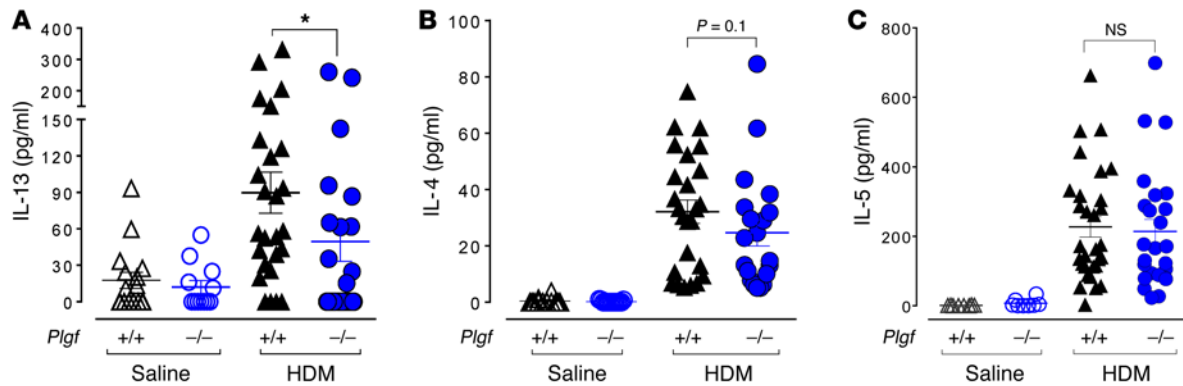 A
IL-13 (pg/ml)
400
300
200
150
120
90
60
30
0
*
Plgf +/+ –/– +/+ –/–
Saline HDM
B
IL-4 (pg/ml)
100
80
60
40
20
0
P = 0.1
Plgf +/+ –/– +/+ –/–
Saline HDM
C
IL-5 (pg/ml)
800
600
400
200
0
NS
Plgf +/+ –/– +/+ –/–
Saline HDM